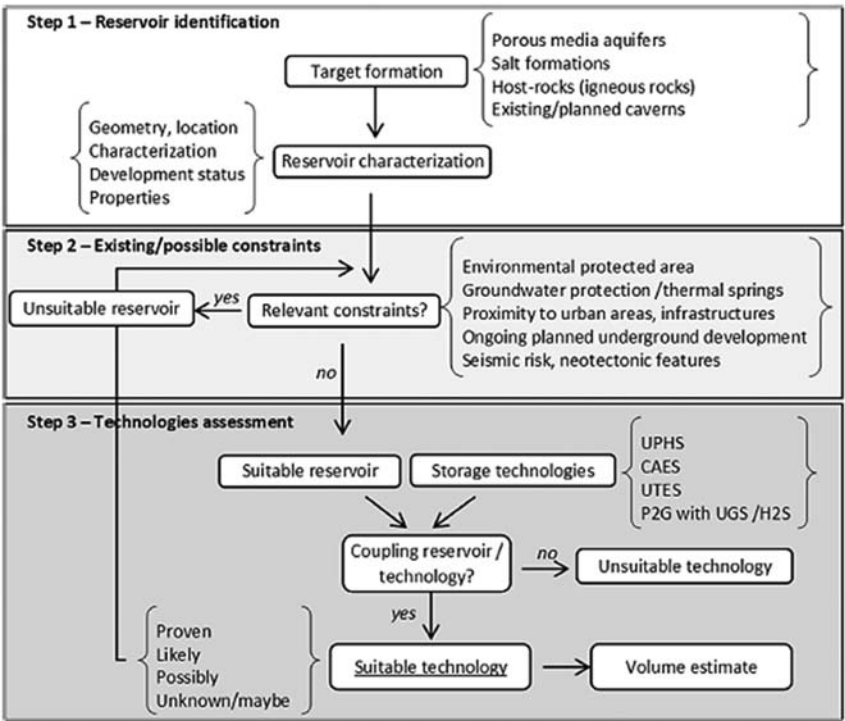 Step 1 – Reservoir identification
Target formation
Porous media aquifers
Salt formations
Host-rocks (igneous rocks)
Existing/planned caverns
Geometry, location
Characterization
Development status
Properties
Reservoir characterization
Step 2 – Existing/possible constraints
Unsuitable reservoir
yes
Relevant constraints?
Environmental protected area
Groundwater protection /thermal springs
Proximity to urban areas, infrastructures
Ongoing planned underground development
Seismic risk, neotectonic features
no
Step 3 – Technologies assessment
Suitable reservoir
Storage technologies
UPHS
CAES
UTES
P2G with UGS /H2S
Coupling reservoir /
technology?
no
Unsuitable technology
yes
Proven
Likely
Possibly
Unknown/maybe
Suitable technology
Volume estimate